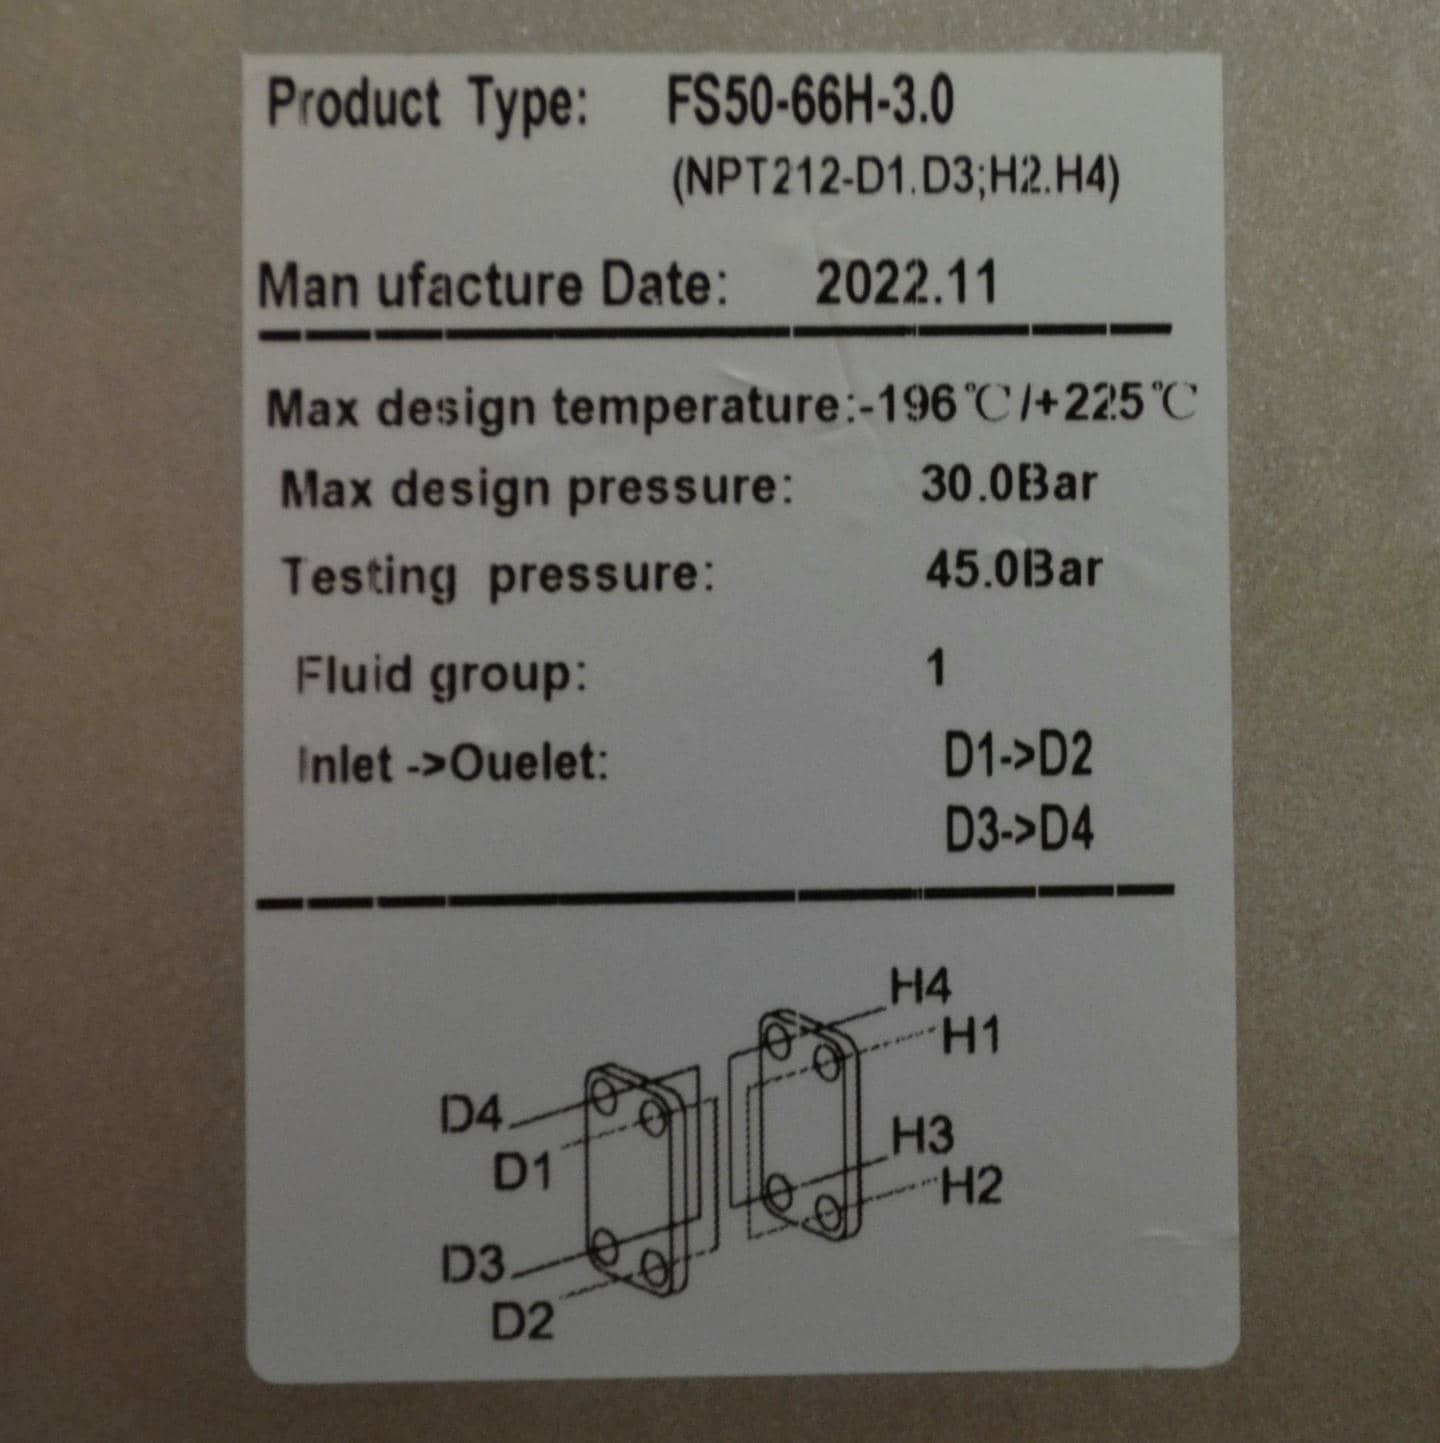 Product Type: FS50-66H-3.0
(NPT212-D1.D3;H2.H4)
Man ufacture Date: 2022.11
Max design temperature:-196℃/+225℃
Max design pressure: 30.0Bar
Testing pressure: 45.0Bar
Fluid group: 1
Inlet ->Ouelet: D1->D2
D3->D4
H4
H1
D4
D1
H3
H2
D3
D2